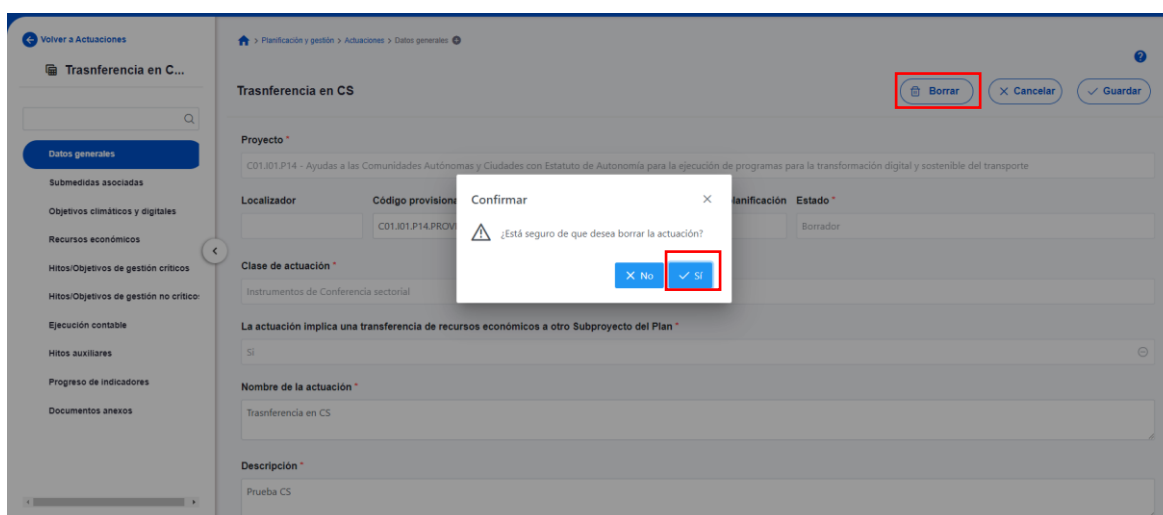 Volver a Actuaciones
Trasnferencia en C...
Datos generales
Submedidas asociadas
Objetivos climáticos y digitales
Recursos económicos
Hitos/Objetivos de gestión críticos
Hitos/Objetivos de gestión no crítico
Ejecución contable
Hitos auxiliares
Progreso de indicadores
Documentos anexos
> Planificación y gestión > Actuaciones > Datos generales
Trasnferencia en CS
Borrar
Cancelar
Guardar
Proyecto *
C01.I01.P14 - Ayudas a las Comunidades Autónomas y Ciudades con Estatuto de Autonomía para la ejecución de programas para la transformación digital y sostenible del transporte
Localizador Código provisiona lanificación Estado *
C01.I01.P14.PROVI Borrador
Confirmar
¿Está seguro de que desea borrar la actuación?
No
Sí
Clase de actuación *
Instrumentos de Conferencia sectorial
La actuación implica una transferencia de recursos económicos a otro Subproyecto del Plan *
Sí
Nombre de la actuación *
Trasnferencia en CS
Descripción *
Prueba CS